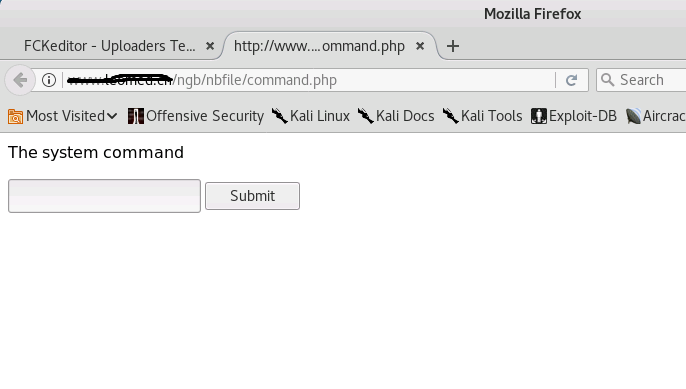 Mozilla Firefox
FCKeditor - Uploaders Te... × http://www....ommand.php ×
/ngb/nbfile/command.php Search
Most Visited Offensive Security Kali Linux Kali Docs Kali Tools Exploit-DB Aircrac
The system command
Submit